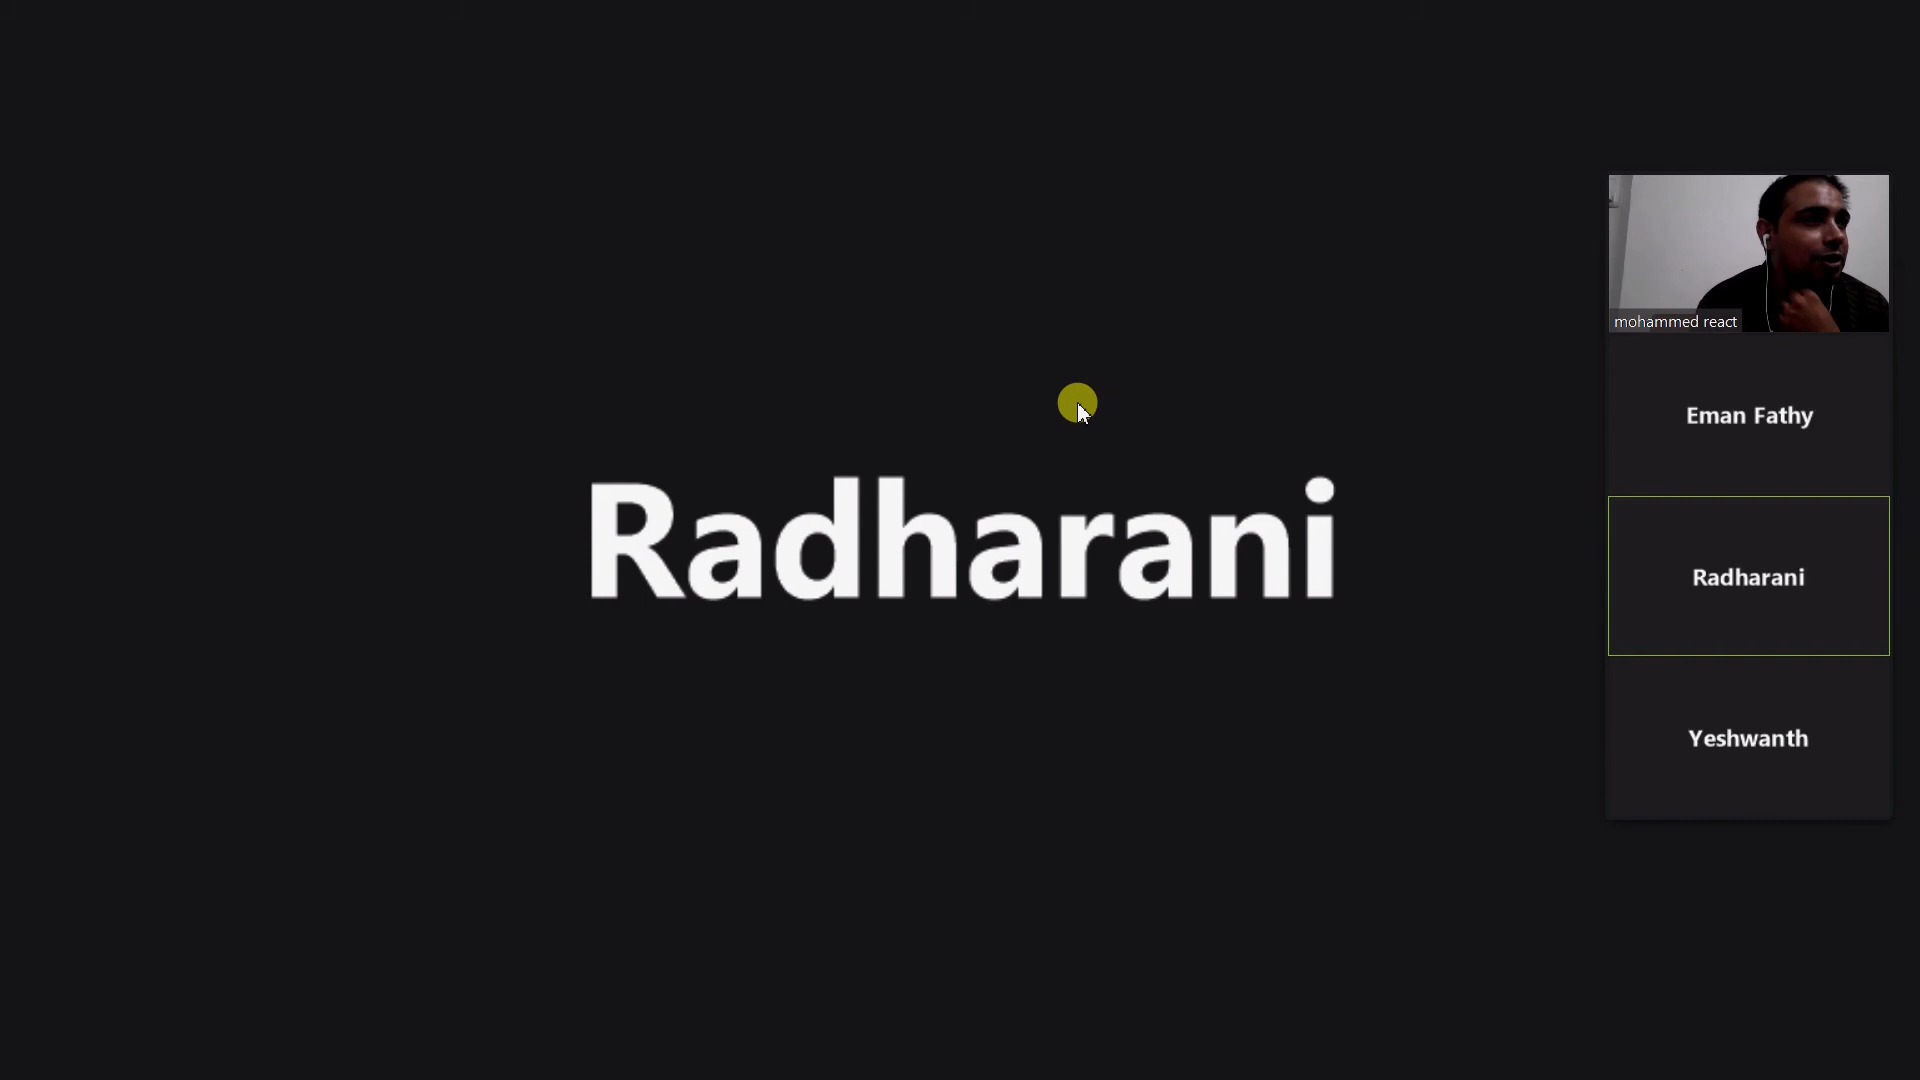 Radharani
mohammed react
Eman Fathy
Radharani
Yeshwanth